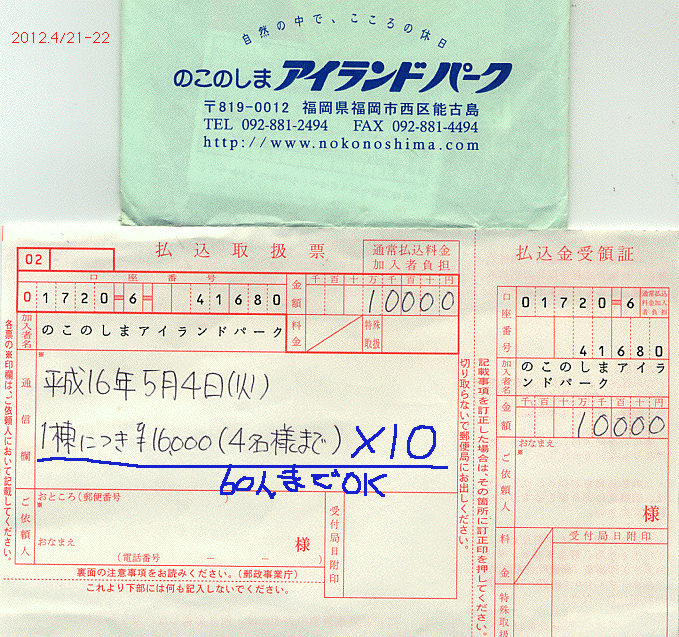 2012.4/21-22
自然の中で、こころの休日
のこのしま アイランドパーク
〒819-0012 福岡県福岡市西区能古島
TEL 092-881-2494 FAX 092-881-4494
http://www.nokonoshima.com
02
払込取扱票
通常払込料金
加入者負担
口座番号
01720=6= 41680
金額
千百十万千百十円
10000
加入者名
のこのしまアイランドパーク
料金
特殊取扱
各票の※印欄は、ご依頼人において記載してください。
通信欄
※
平成16年5月4日(火)
1棟につき¥16,000(4名様まで) ×10
60人までOK
切り取らないで郵便局にお出しください。
ご依頼人
おところ(郵便番号 )
※
おなまえ
様
(電話番号 － － )
受付局日附印
裏面の注意事項をお読みください。(郵政事業庁)
これより下部には何も記入しないでください。
記載事項を訂正した場合は、その箇所に訂正印を押してください。
払込金受領証
口座番号
01720=6
通常払込料金加入者負担
41680
加入者名
のこのしまアイラ
ンドパーク
金額
千百十万千百十円
10000
ご依頼人
おなまえ
※
様
料金
受付局日附印
特殊取扱